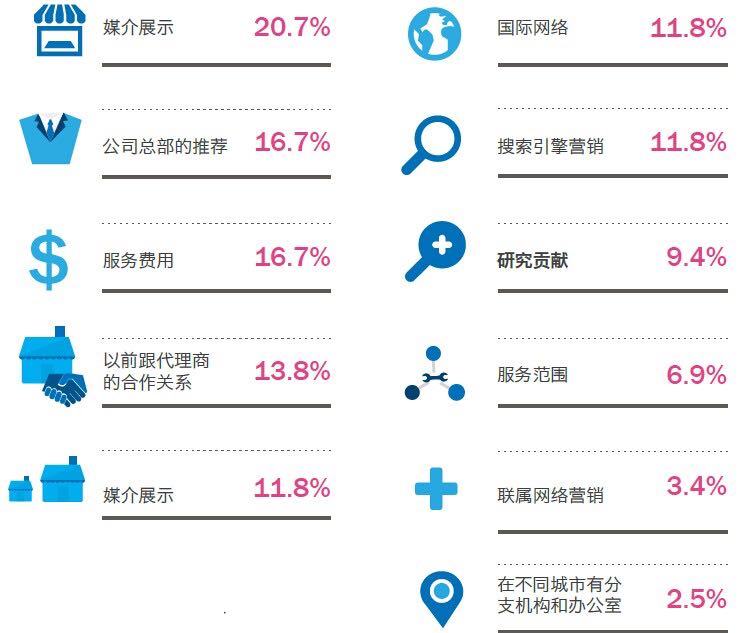 媒介展示 20.7%
公司总部的推荐 16.7%
服务费用 16.7%
以前跟代理商
的合作关系 13.8%
媒介展示 11.8%
国际网络 11.8%
搜索引擎营销 11.8%
研究贡献 9.4%
服务范围 6.9%
联属网络营销 3.4%
在不同城市有分
支机构和办公室 2.5%